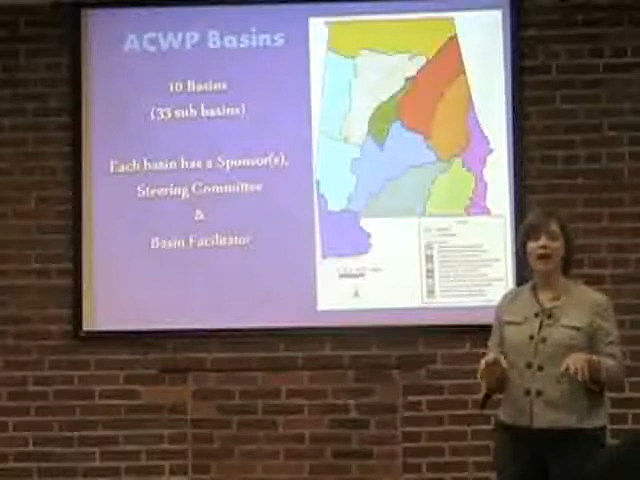 ACWP Basins
10 Basins
(33 sub basins)
Each basin has a Sponsor(s),
Steering Committee
&
Basin Facilitator